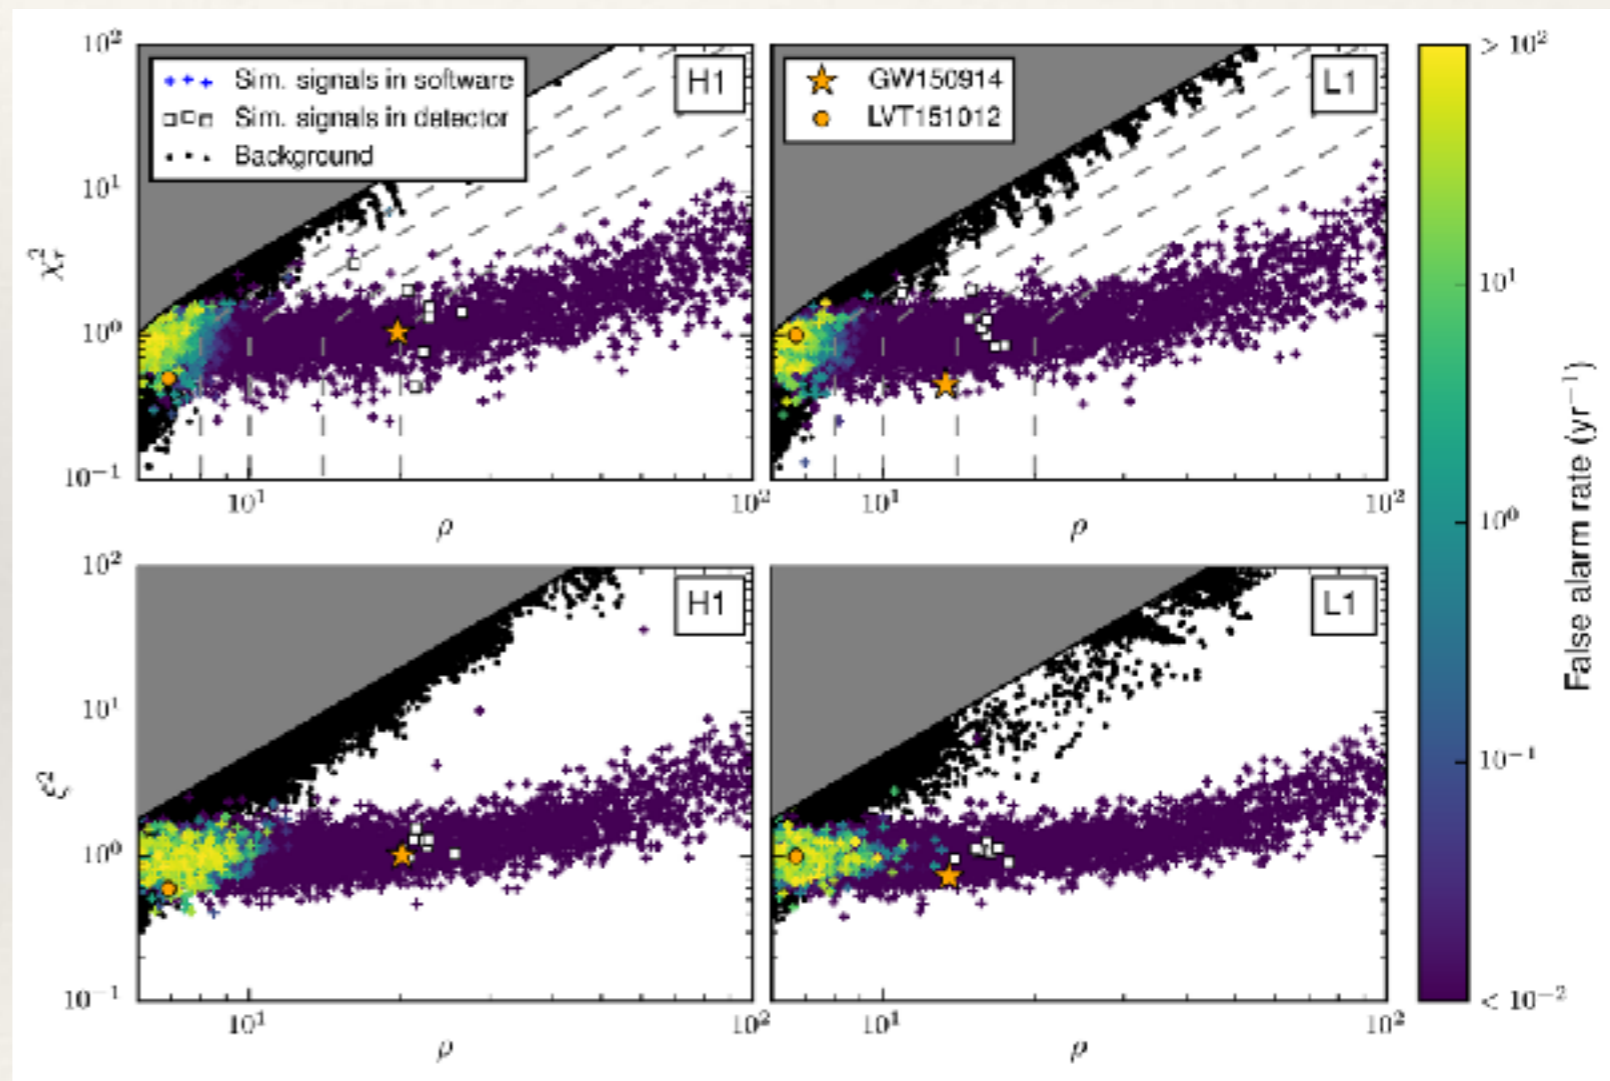 10²
10¹
10⁰
10⁻¹
χᵣ²
Sim. signals in software
Sim. signals in detector
Background
H1
10¹
10²
ρ
GW150914
LVT151012
L1
10¹
10²
ρ
10²
10¹
10⁰
10⁻¹
ξ²
H1
10¹
10²
ρ
L1
10¹
10²
ρ
> 10²
10¹
10⁰
10⁻¹
< 10⁻²
False alarm rate (yr⁻¹)